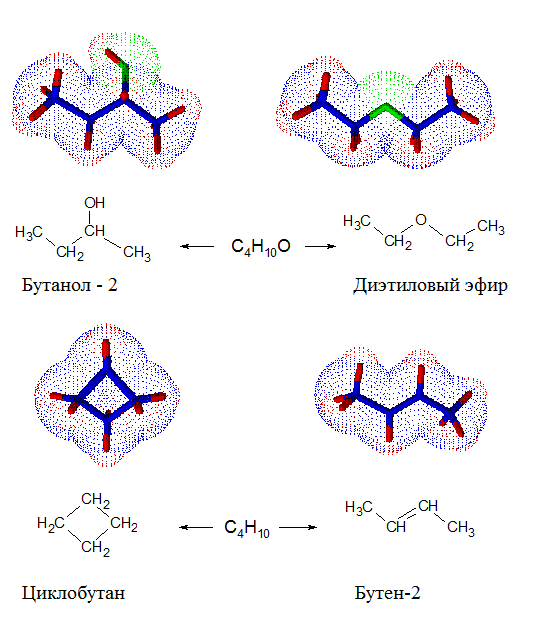 OH
H3C
CH
CH2
CH3
C4H10O
H3C
O
CH3
CH2
CH2
Бутанол - 2
Диэтиловый эфир
CH2
H2C
CH2
CH2
C4H10
H3C
CH
CH
CH3
Циклобутан
Бутен-2